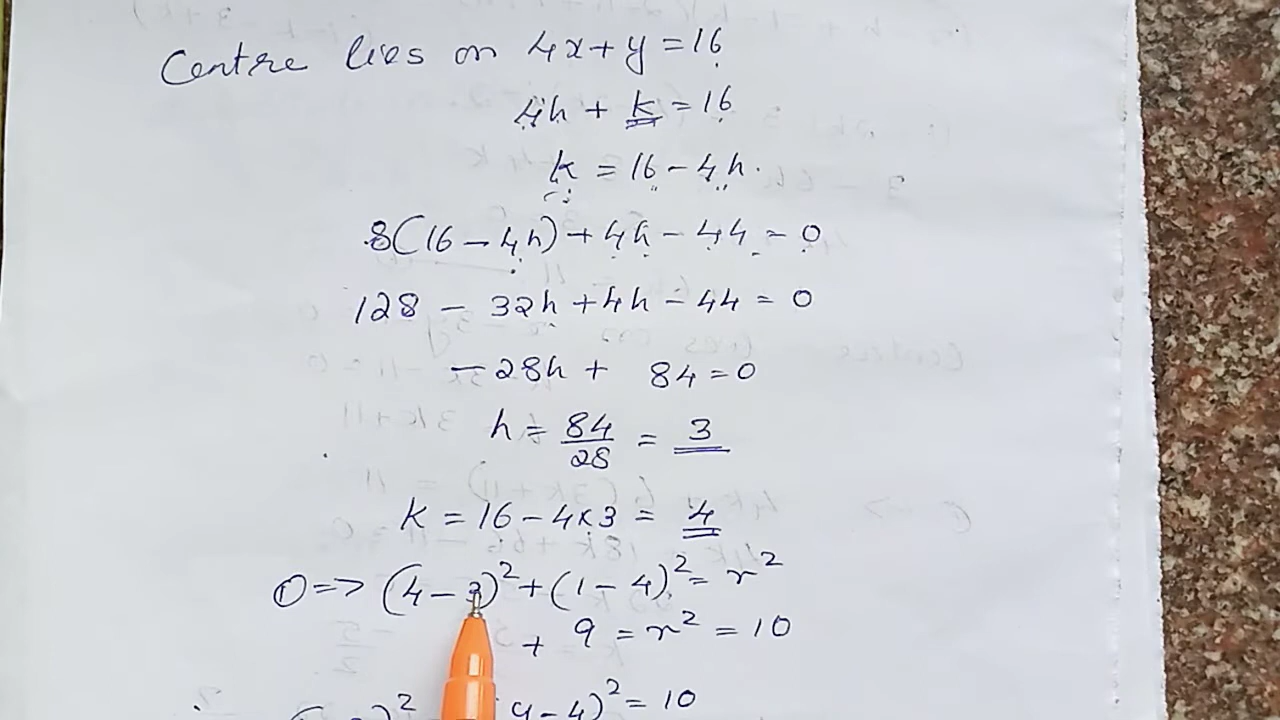 Centre lies on 4x + y = 16
4h + k = 16
k = 16 - 4h.
8(16 - 4h) + 4h - 44 = 0
128 - 32h + 4h - 44 = 0
- 28h + 84 = 0
h = 84/28 = 3
k = 16 - 4×3 = 4
① => (4 - 3)² + (1 - 4)² = r²
+ 9 = r² = 10
)² y - 4)² = 10